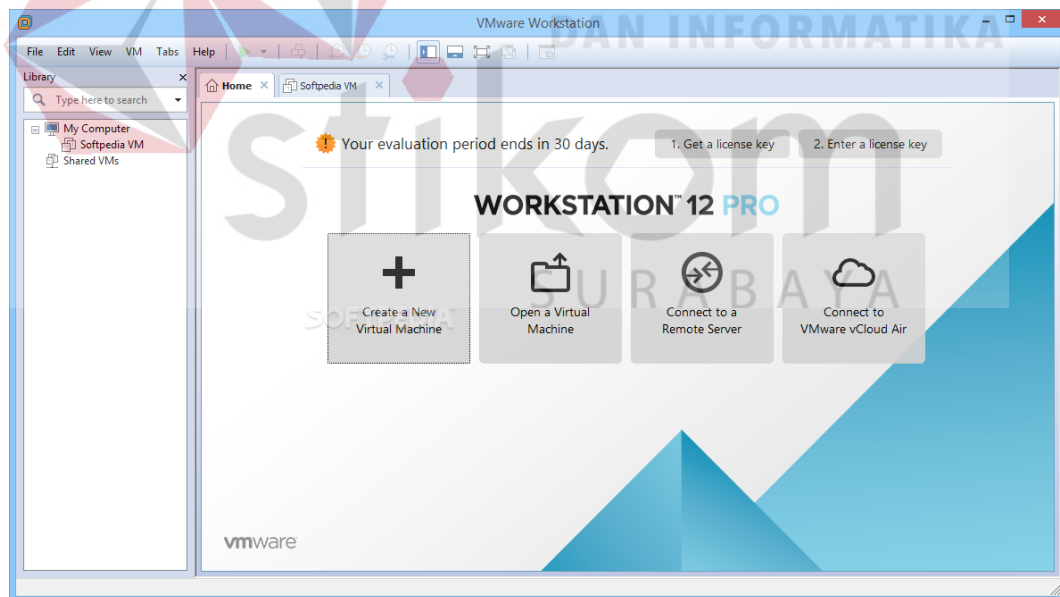 VMware Workstation
DAN INFORMATIKA
File Edit View VM Tabs Help
Library
Type here to search
Home
Softpedia VM
My Computer
Softpedia VM
Shared VMs
stikom
SURABAYA
Your evaluation period ends in 30 days.
1. Get a license key
2. Enter a license key
WORKSTATION™ 12 PRO
Create a New
Virtual Machine
Open a Virtual
Machine
Connect to a
Remote Server
Connect to
VMware vCloud Air
SOFTPEDIA™
vmware